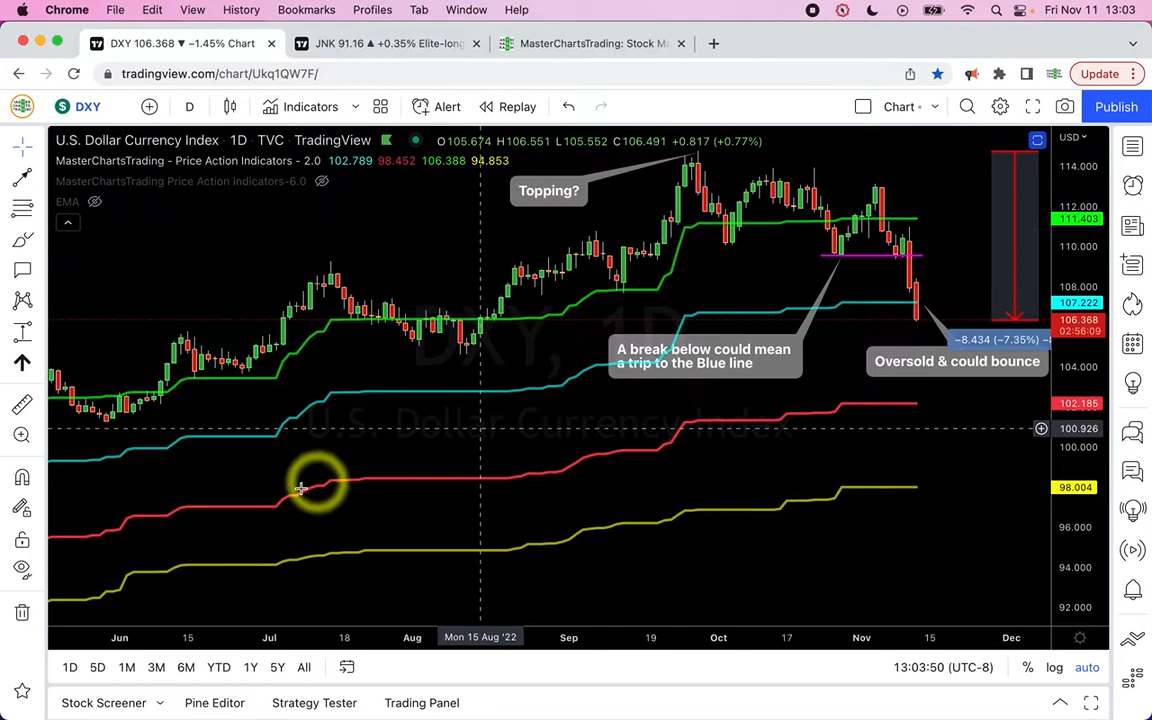 Chrome File Edit View History Bookmarks Profiles Tab Window Help Fri Nov 11 13:03
DXY 106.368 ▼ −1.45% Chart JNK 91.16 ▲ +0.35% Elite-long MasterChartsTrading: Stock Ma
tradingview.com/chart/Ukq1QW7F/ Update
DXY D Indicators Alert Replay Chart Publish
U.S. Dollar Currency Index · 1D · TVC · TradingView O105.674 H106.551 L105.552 C106.491 +0.817 (+0.77%) USD
MasterChartsTrading - Price Action Indicators - 2.0 102.789 98.452 106.388 94.853
MasterChartsTrading Price Action Indicators-6.0
EMA
Topping?
A break below could mean
a trip to the Blue line
−8.434 (−7.35%)
Oversold & could bounce
DXY, 1D
U.S. Dollar Currency Index
114.000
112.000
111.403
110.000
108.000
107.222
106.368
02:56:09
104.000
102.185
100.926
100.000
98.004
96.000
94.000
92.000
Jun 15 Jul 18 Aug Mon 15 Aug '22 Sep 19 Oct 17 Nov 15 Dec
1D 5D 1M 3M 6M YTD 1Y 5Y All 13:03:50 (UTC-8) % log auto
Stock Screener Pine Editor Strategy Tester Trading Panel